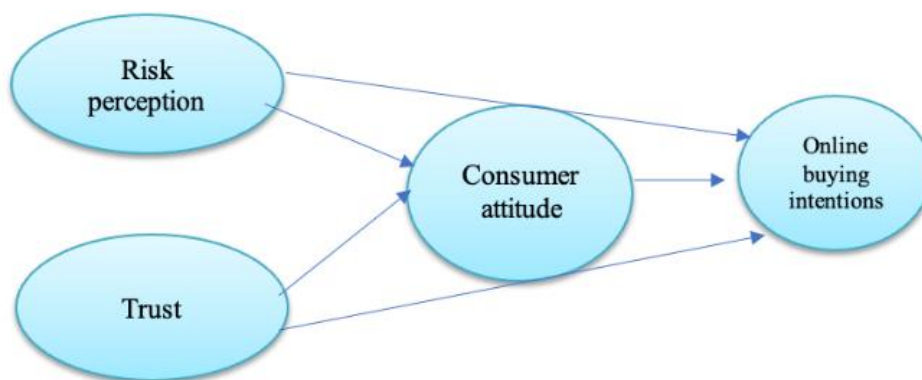 Risk
perception
Consumer
attitude
Online
buying
intentions
Trust